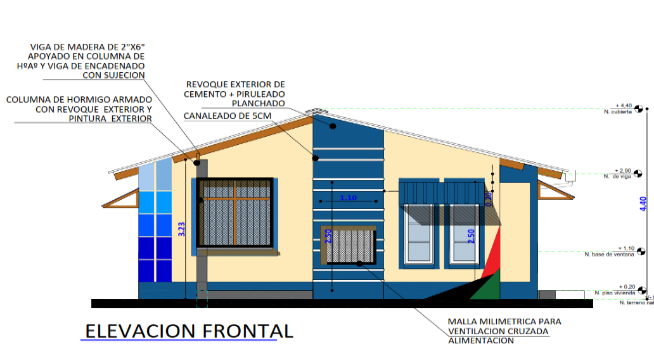 VIGA DE MADERA DE 2"X6"
APOYADO EN COLUMNA DE
HºAº Y VIGA DE ENCADENADO
CON SUJECION
COLUMNA DE HORMIGO ARMADO
CON REVOQUE EXTERIOR Y
PINTURA EXTERIOR
REVOQUE EXTERIOR DE
CEMENTO + PIRULEADO
PLANCHADO
CANALEADO DE 5CM
+ 4,40
N. cubierta
+ 2,90
N. de viga
4.40
3.23
1.10
2.50
2.50
+ 1.10
N. base de ventana
+ 0,20
N. piso vivienda
N. terreno nat
MALLA MILIMETRICA PARA
VENTILACION CRUZADA
ALIMENTACION
ELEVACION FRONTAL